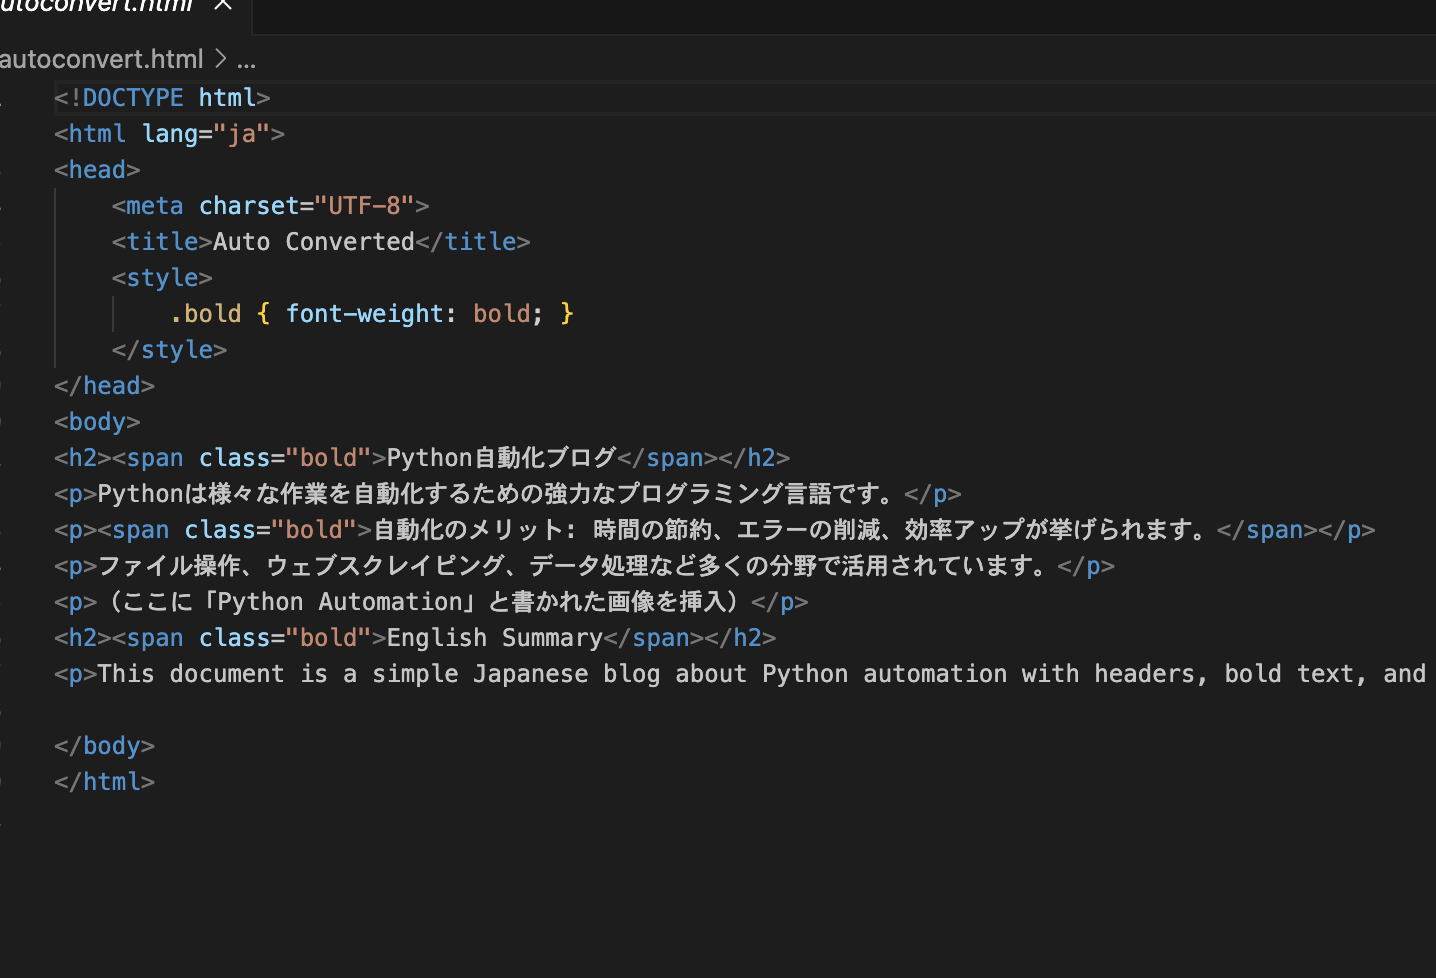 autoconvert.html ×
autoconvert.html > ...
<!DOCTYPE html>
<html lang="ja">
<head>
    <meta charset="UTF-8">
    <title>Auto Converted</title>
    <style>
        .bold { font-weight: bold; }
    </style>
</head>
<body>
<h2><span class="bold">Python自動化ブログ</span></h2>
<p>Pythonは様々な作業を自動化するための強力なプログラミング言語です。</p>
<p><span class="bold">自動化のメリット: 時間の節約、エラーの削減、効率アップが挙げられます。</span></p>
<p>ファイル操作、ウェブスクレイピング、データ処理など多くの分野で活用されています。</p>
<p>（ここに「Python Automation」と書かれた画像を挿入）</p>
<h2><span class="bold">English Summary</span></h2>
<p>This document is a simple Japanese blog about Python automation with headers, bold text, and
</body>
</html>